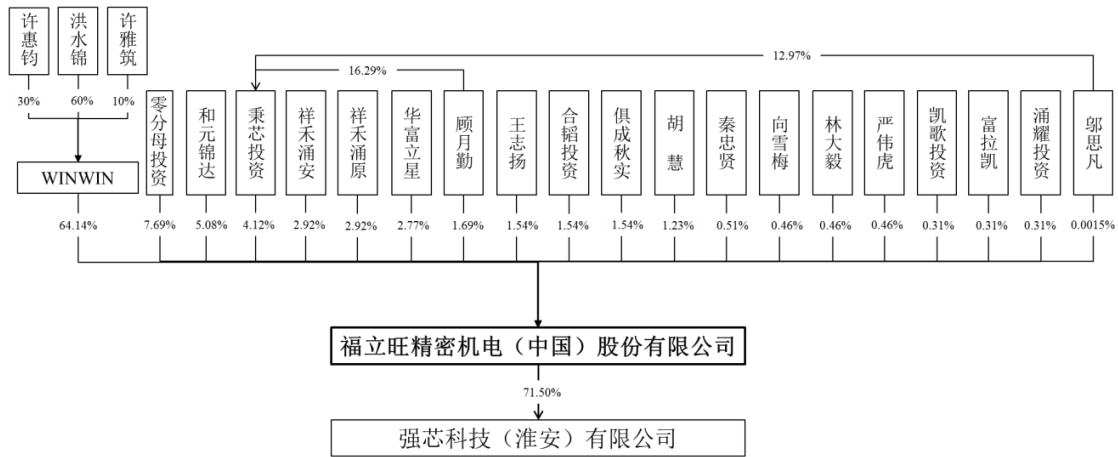 许惠钧
洪水锦
许雅筑
12.97%
16.29%
30%
60%
10%
零分母投资
和元锦达
秉芯投资
祥禾涌安
祥禾涌原
华富立星
顾月勤
王志扬
合韬投资
俱成秋实
胡 慧
秦忠贤
向雪梅
林大毅
严伟虎
凯歌投资
富拉凯
涌耀投资
邬思凡
WINWIN
64.14%
7.69%
5.08%
4.12%
2.92%
2.92%
2.77%
1.69%
1.54%
1.54%
1.54%
1.23%
0.51%
0.46%
0.46%
0.46%
0.31%
0.31%
0.31%
0.0015%
福立旺精密机电（中国）股份有限公司
71.50%
强芯科技（淮安）有限公司